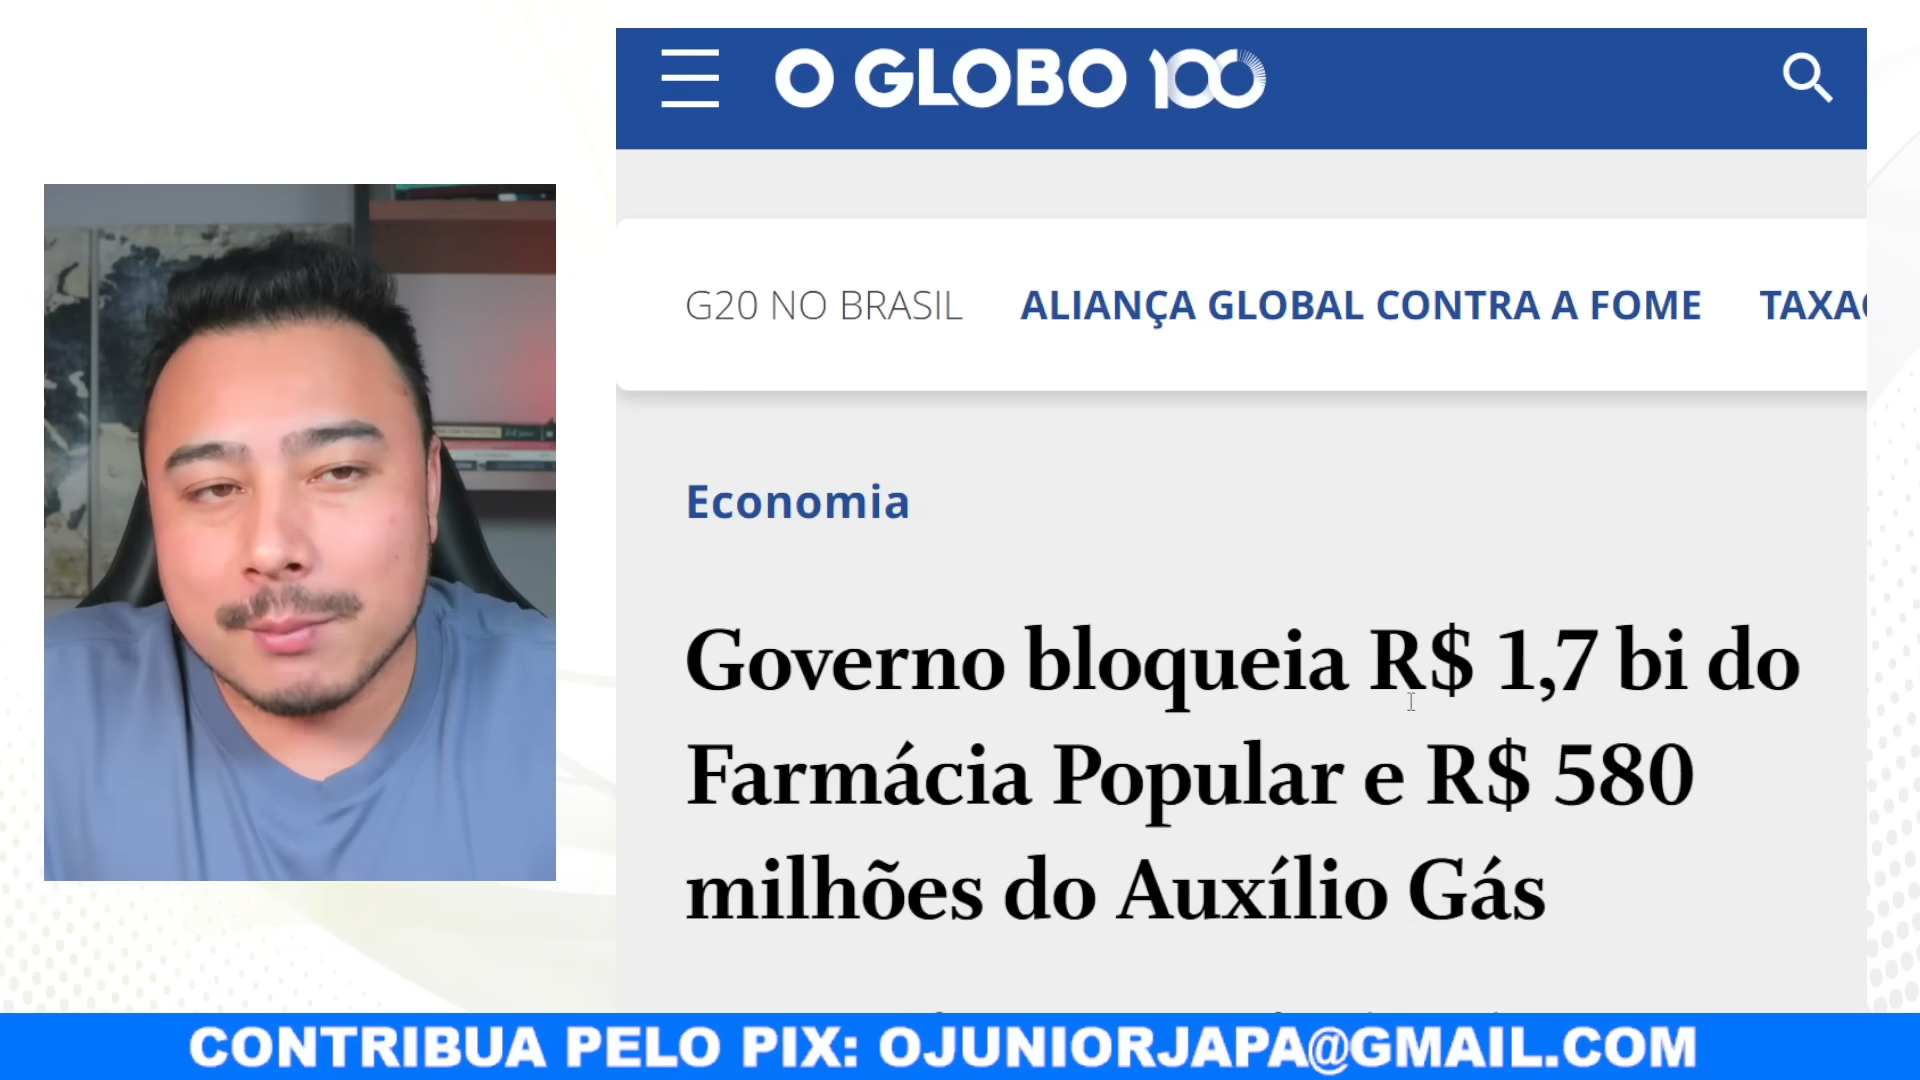 O GLOBO 100
G20 NO BRASIL ALIANÇA GLOBAL CONTRA A FOME
Economia
Governo bloqueia R$ 1,7 bi do
Farmácia Popular e R$ 580
milhões do Auxílio Gás
CONTRIBUA PELO PIX: OJUNIORJAPA@GMAIL.COM